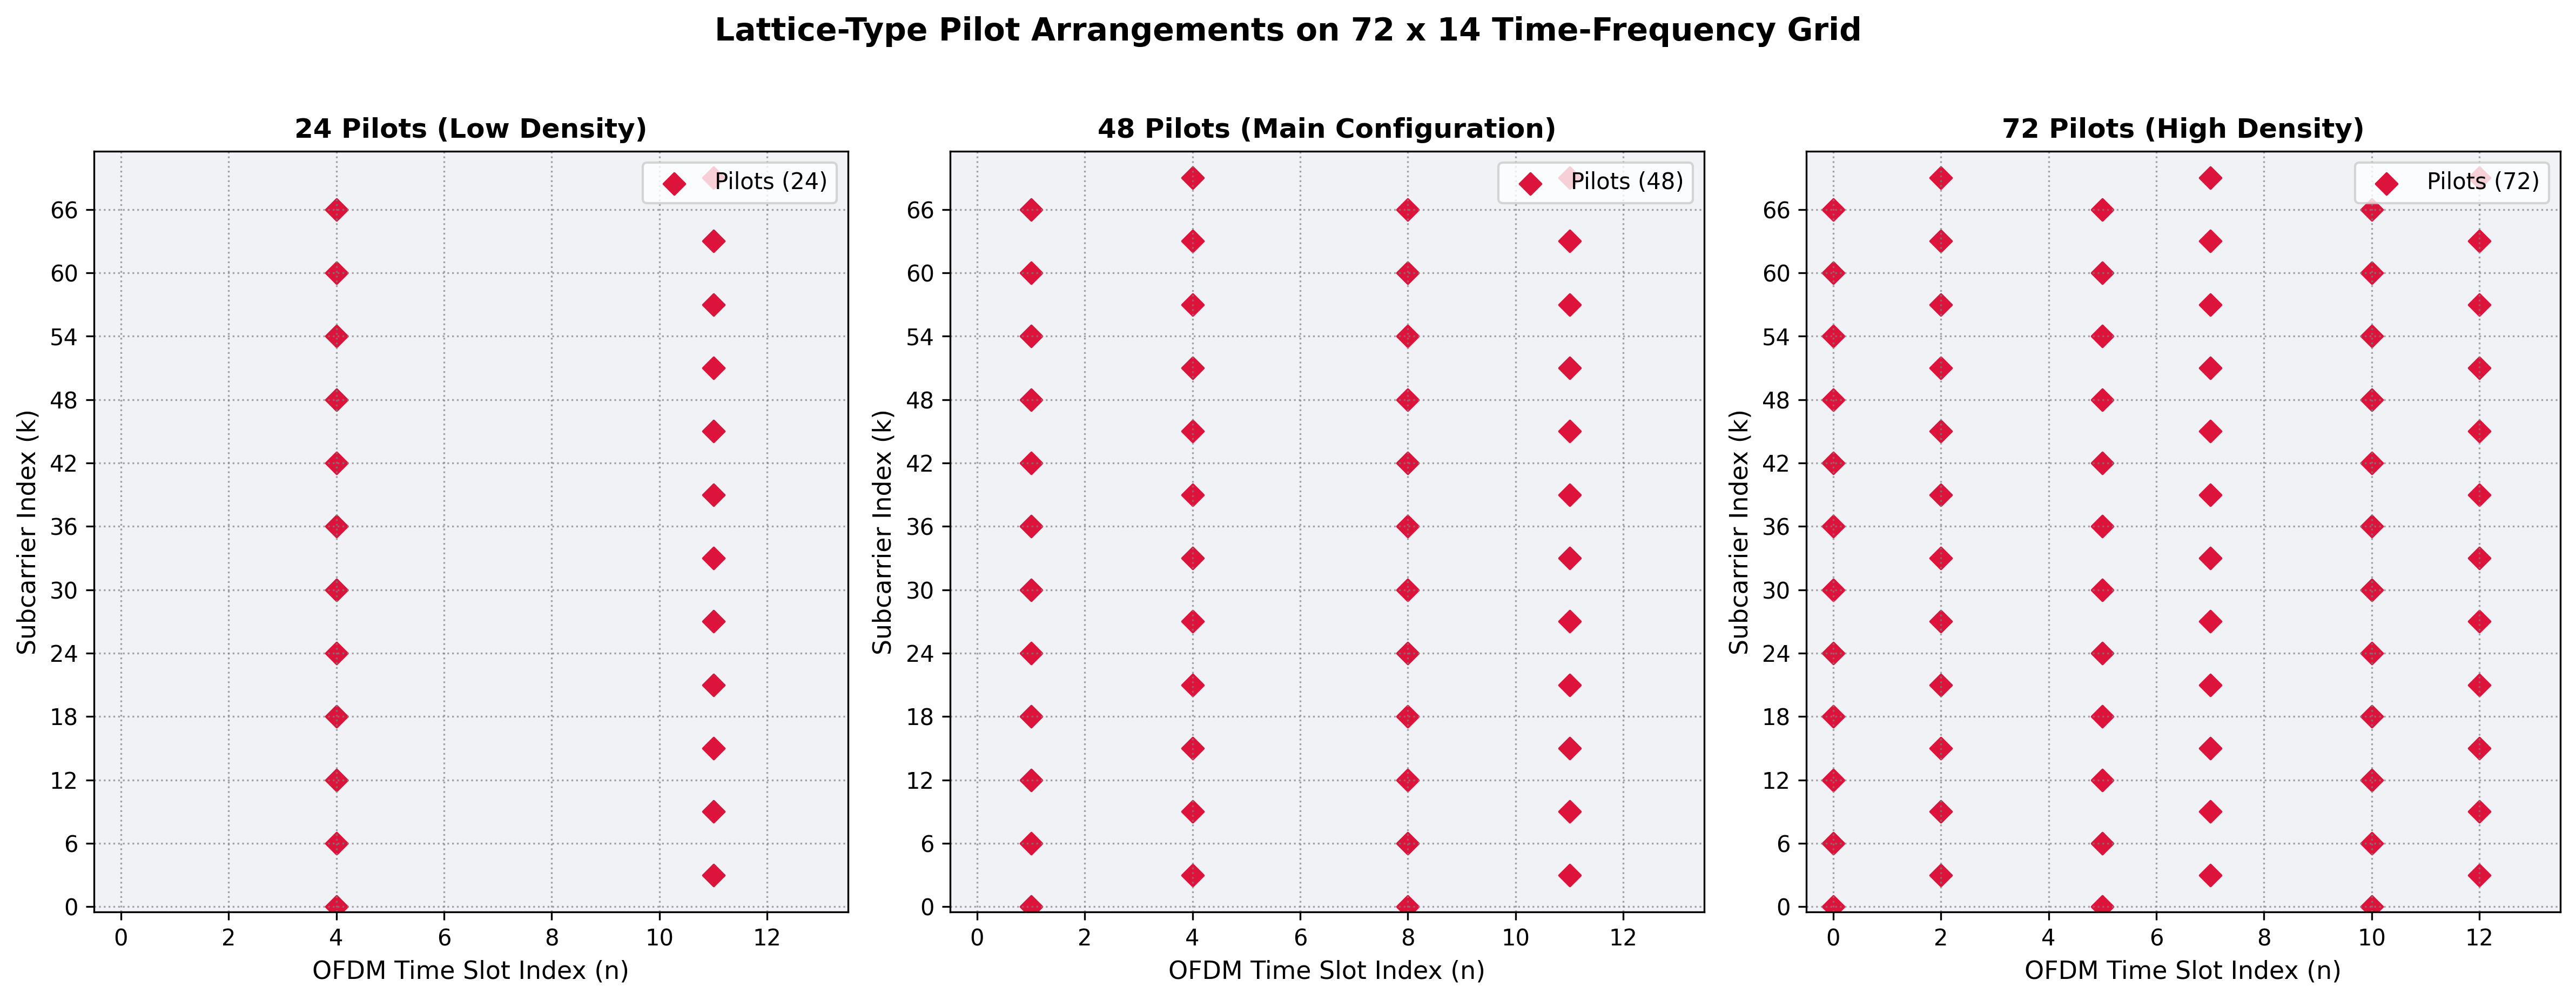 Lattice-Type Pilot Arrangements on 72 x 14 Time-Frequency Grid
24 Pilots (Low Density)
Pilots (24)
66
60
54
48
42
36
30
24
18
12
6
0
Subcarrier Index (k)
0 2 4 6 8 10 12
OFDM Time Slot Index (n)
48 Pilots (Main Configuration)
Pilots (48)
66
60
54
48
42
36
30
24
18
12
6
0
Subcarrier Index (k)
0 2 4 6 8 10 12
OFDM Time Slot Index (n)
72 Pilots (High Density)
Pilots (72)
66
60
54
48
42
36
30
24
18
12
6
0
Subcarrier Index (k)
0 2 4 6 8 10 12
OFDM Time Slot Index (n)